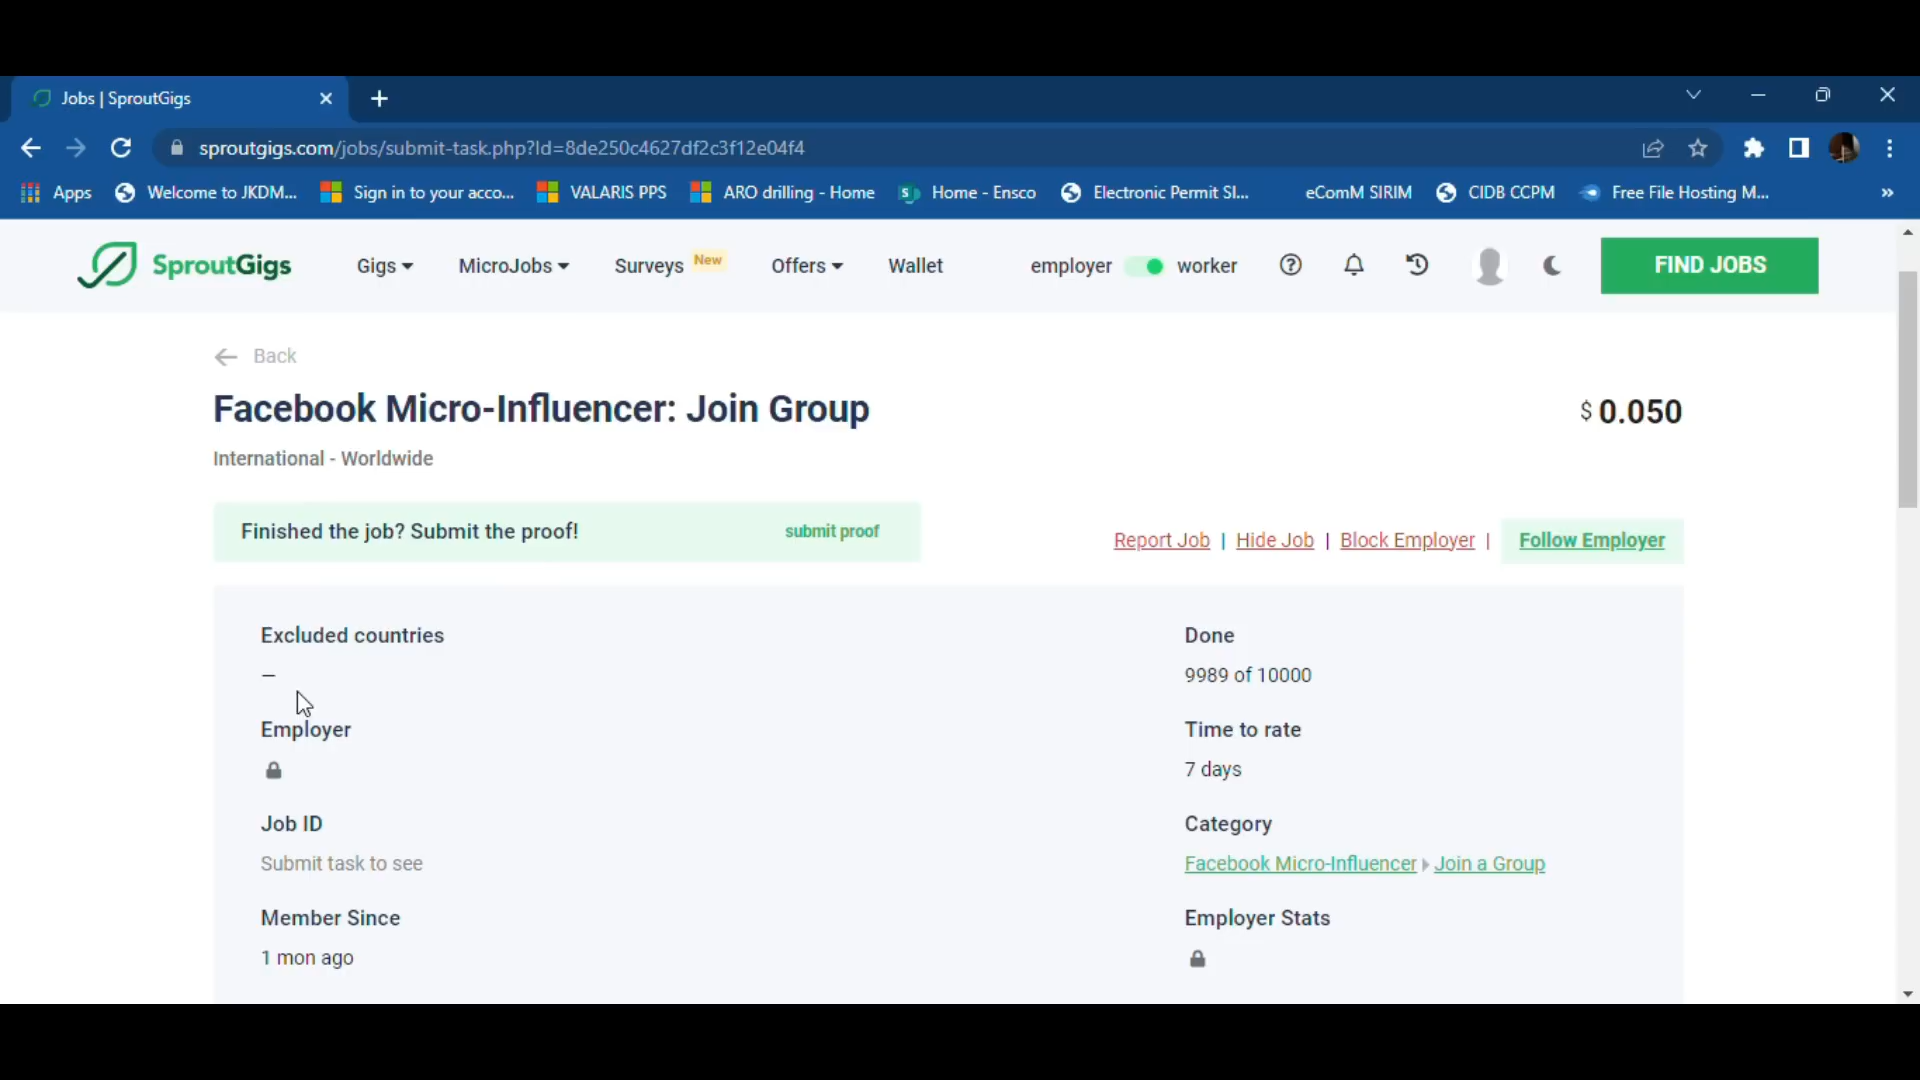 Jobs | SproutGigs
sproutgigs.com/jobs/submit-task.php?Id=8de250c4627df2c3f12e04f4
Apps Welcome to JKDM... Sign in to your acco... VALARIS PPS ARO drilling - Home Home - Ensco Electronic Permit SI... eComM SIRIM CIDB CCPM Free File Hosting M... »
SproutGigs Gigs MicroJobs Surveys New Offers Wallet employer worker FIND JOBS
Back
Facebook Micro-Influencer: Join Group
$ 0.050
International - Worldwide
Finished the job? Submit the proof! submit proof
Report Job | Hide Job | Block Employer | Follow Employer
Excluded countries
–
Employer
Job ID
Submit task to see
Member Since
1 mon ago
Done
9989 of 10000
Time to rate
7 days
Category
Facebook Micro-Influencer Join a Group
Employer Stats